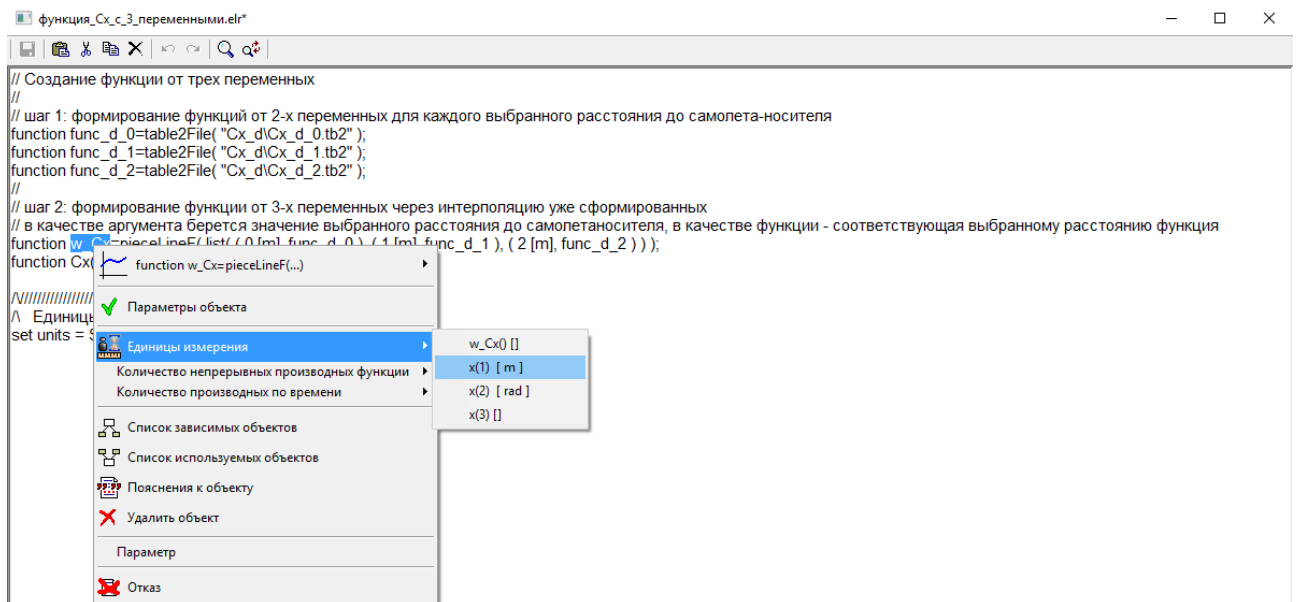 функция_Cx_с_3_переменными.elr*
// Создание функции от трех переменных
//
// шаг 1: формирование функций от 2-х переменных для каждого выбранного расстояния до самолета-носителя
function func_d_0=table2File( "Cx_d\Cx_d_0.tb2" );
function func_d_1=table2File( "Cx_d\Cx_d_1.tb2" );
function func_d_2=table2File( "Cx_d\Cx_d_2.tb2" );
//
// шаг 2: формирование функции от 3-х переменных через интерполяцию уже сформированных
// в качестве аргумента берется значение выбранного расстояния до самолетаносителя, в качестве функции - соответствующая выбранному расстоянию функция
function w_Cx=pieceLineF( list( ( 0 [m], func_d_0 ), ( 1 [m], func_d_1 ), ( 2 [m], func_d_2 ) ) );
function Cx(
/\///////////////
/\ Единицы
set units = S
function w_Cx=pieceLineF(...)
Параметры объекта
Единицы измерения
Количество непрерывных производных функции
Количество производных по времени
Список зависимых объектов
Список используемых объектов
Пояснения к объекту
Удалить объект
Параметр
Отказ
w_Cx() []
x(1) [ m ]
x(2) [ rad ]
x(3) []